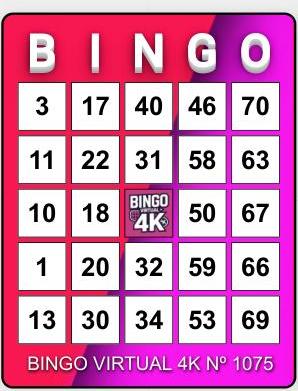 B I N G O
3 17 40 46 70
11 22 31 58 63
10 18 BINGO VIRTUAL 4K 50 67
1 20 32 59 66
13 30 34 53 69
BINGO VIRTUAL 4K Nº 1075